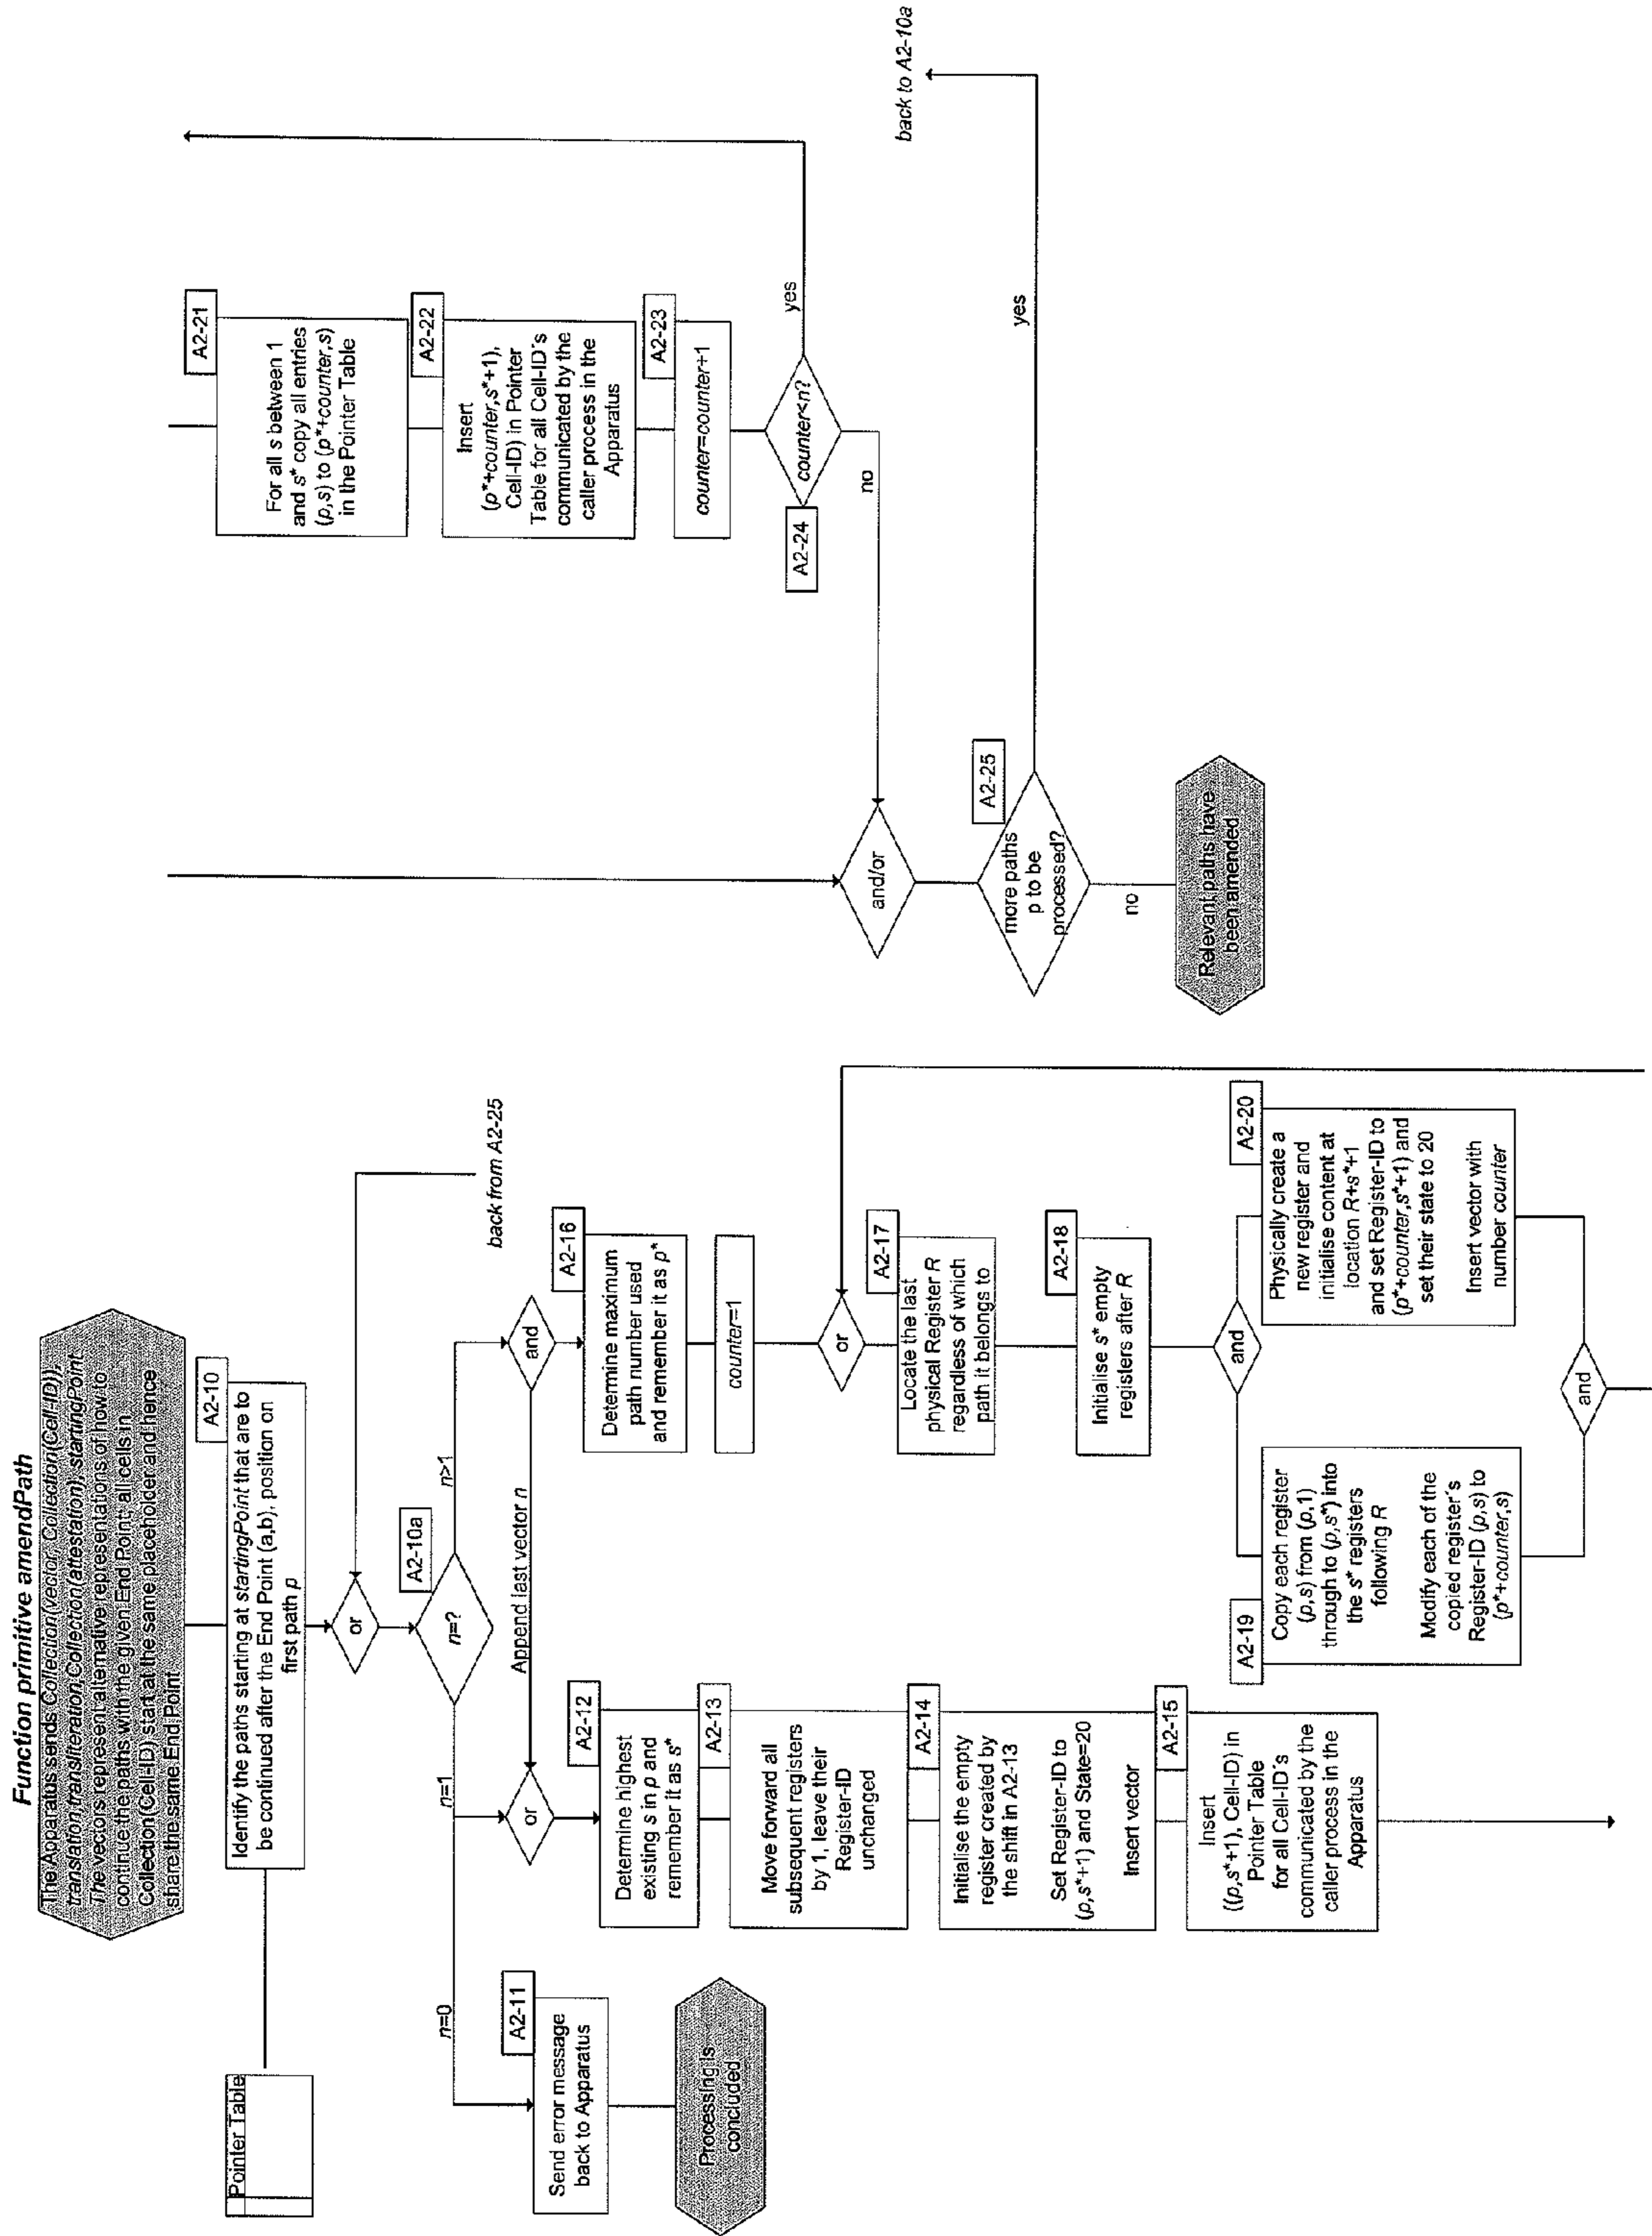 Function primitive amendPath
The Apparatus sends Collection(vector, Collection(Cell-ID)),
translation,transliteration,Collection(attestation), startingPoint
The vectors represent alternative representations of how to
continue the paths with the given End Point; all cells in
Collection(Cell-ID) start at the same placeholder and hence
share the same End Point
Pointer Table
A2-10
Identify the paths starting at startingPoint that are to
be continued after the End Point (a,b), position on
first path p
or
back from A2-25
A2-10a
n=?
n=0
n=1
n>1
A2-11
Send error message
back to Apparatus
Processing is
concluded
Append last vector n
or
and
A2-12
Determine highest
existing s in p and
remember it as s*
A2-13
Move forward all
subsequent registers
by 1, leave their
Register-ID
unchanged
A2-14
Initialise the empty
register created by
the shift in A2-13
Set Register-ID to
(p,s*+1) and State=20
Insert vector
A2-15
Insert
((p,s*+1), Cell-ID) in
Pointer Table
for all Cell-ID´s
communicated by the
caller process in the
Apparatus
A2-16
Determine maximum
path number used
and remember it as p*
counter=1
or
A2-17
Locate the last
physical Register R
regardless of which
path it belongs to
A2-18
Initialise s* empty
registers after R
and
A2-19
Copy each register
(p,s) from (p,1)
through to (p,s*) into
the s* registers
following R
Modify each of the
copied register´s
Register-ID (p,s) to
(p*+counter,s)
A2-20
Physically create a
new register and
initialise content at
location R+s*+1
and set Register-ID to
(p*+counter,s*+1) and
set their state to 20
Insert vector with
number counter
and
A2-21
For all s between 1
and s* copy all entries
(p,s) to (p*+counter,s)
in the Pointer Table
A2-22
Insert
(p*+counter,s*+1),
Cell-ID) in Pointer
Table for all Cell-ID´s
communicated by the
caller process in the
Apparatus
A2-23
counter=counter+1
A2-24
counter<n?
yes
no
and/or
A2-25
more paths
p to be
processed?
yes
back to A2-10a
no
Relevant paths have
been amended